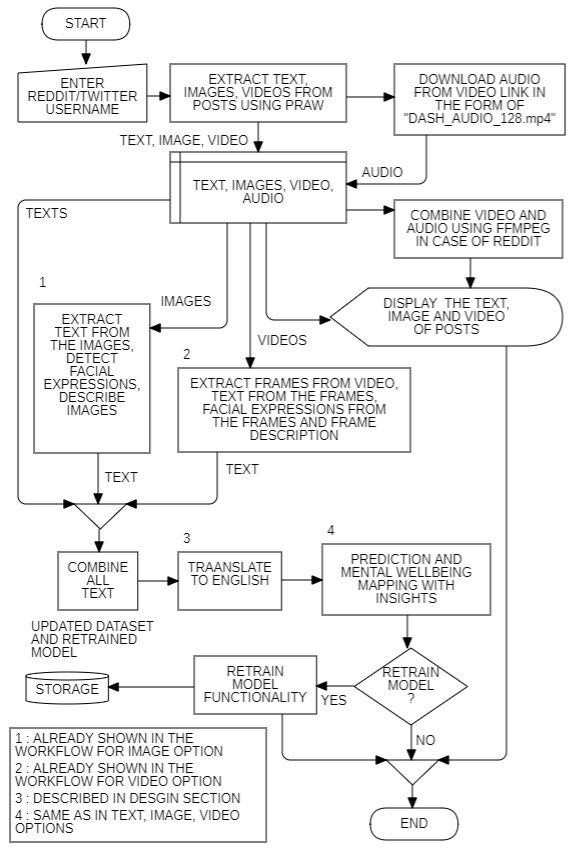 START
ENTER
REDDIT/TWITTER
USERNAME
EXTRACT TEXT,
IMAGES, VIDEOS FROM
POSTS USING PRAW
DOWNLOAD AUDIO
FROM VIDEO LINK IN
THE FORM OF
"DASH_AUDIO_128.mp4"
TEXT, IMAGE, VIDEO
AUDIO
TEXT, IMAGES, VIDEO,
AUDIO
TEXTS
COMBINE VIDEO AND
AUDIO USING FFMPEG
IN CASE OF REDDIT
1
IMAGES
DISPLAY THE TEXT,
IMAGE AND VIDEO
OF POSTS
EXTRACT
TEXT FROM
THE IMAGES,
DETECT
FACIAL
EXPRESSIONS,
DESCRIBE
IMAGES
VIDEOS
2
EXTRACT FRAMES FROM VIDEO,
TEXT FROM THE FRAMES,
FACIAL EXPRESSIONS FROM
THE FRAMES AND FRAME
DESCRIPTION
TEXT
TEXT
3
4
COMBINE
ALL
TEXT
TRAANSLATE
TO ENGLISH
PREDICTION AND
MENTAL WELLBEING
MAPPING WITH
INSIGHTS
UPDATED DATASET
AND RETRAINED
MODEL
STORAGE
RETRAIN
MODEL
FUNCTIONALITY
YES
RETRAIN
MODEL
?
NO
1 : ALREADY SHOWN IN THE
WORKFLOW FOR IMAGE OPTION
2 : ALREADY SHOWN IN THE
WORKFLOW FOR VIDEO OPTION
3 : DESCRIBED IN DESGIN SECTION
4 : SAME AS IN TEXT, IMAGE, VIDEO
OPTIONS
END